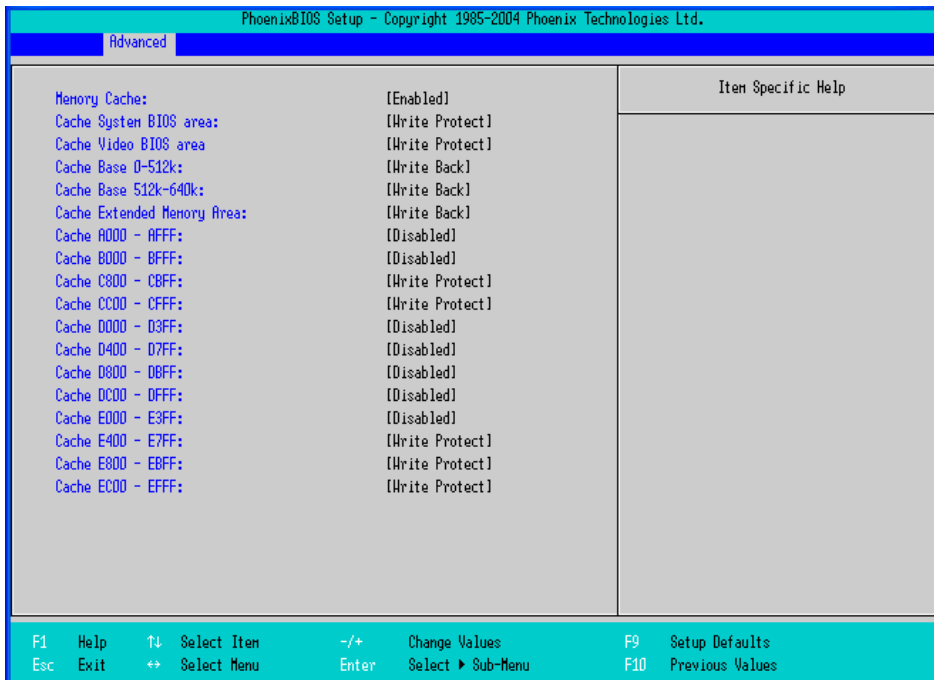 PhoenixBIOS Setup - Copyright 1985-2004 Phoenix Technologies Ltd.
Advanced
Item Specific Help
Memory Cache: [Enabled]
Cache System BIOS area: [Write Protect]
Cache Video BIOS area [Write Protect]
Cache Base 0-512k: [Write Back]
Cache Base 512k-640k: [Write Back]
Cache Extended Memory Area: [Write Back]
Cache A000 - AFFF: [Disabled]
Cache B000 - BFFF: [Disabled]
Cache C800 - CBFF: [Write Protect]
Cache CC00 - CFFF: [Write Protect]
Cache D000 - D3FF: [Disabled]
Cache D400 - D7FF: [Disabled]
Cache D800 - DBFF: [Disabled]
Cache DC00 - DFFF: [Disabled]
Cache E000 - E3FF: [Disabled]
Cache E400 - E7FF: [Write Protect]
Cache E800 - EBFF: [Write Protect]
Cache EC00 - EFFF: [Write Protect]
F1 Help ↑↓ Select Item -/+ Change Values F9 Setup Defaults
Esc Exit ↔ Select Menu Enter Select ▶ Sub-Menu F10 Previous Values